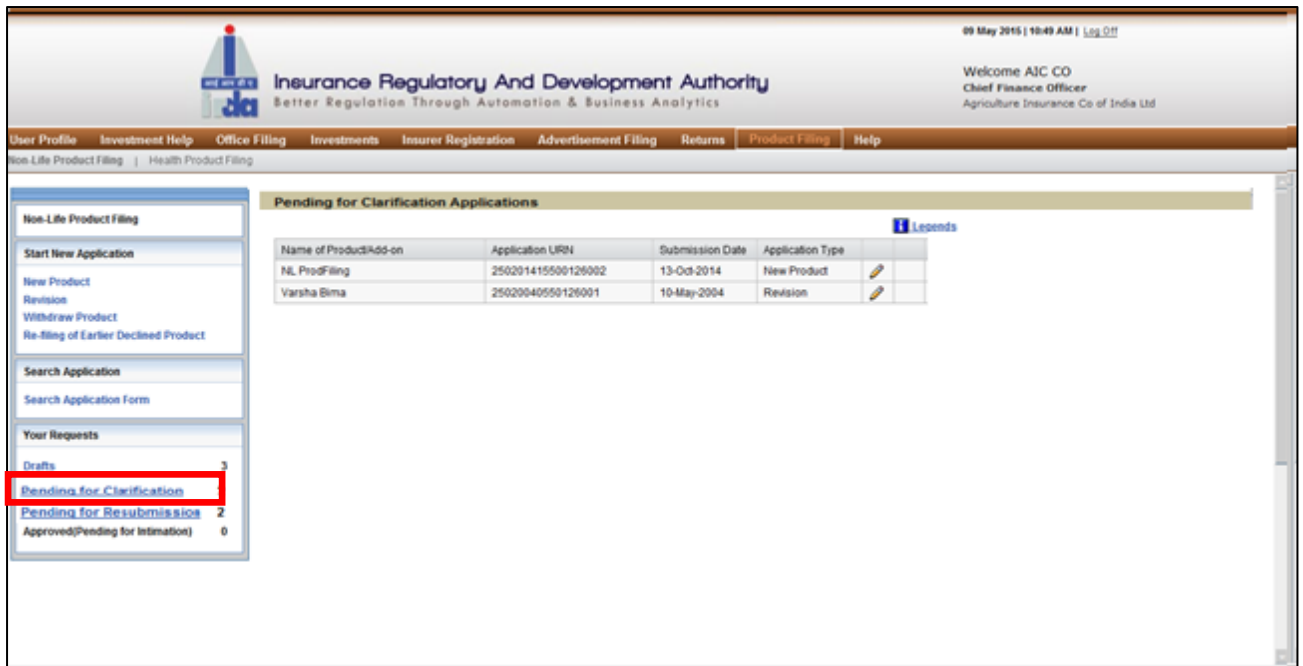 09 May 2015 | 10:49 AM | Log Off
Insurance Regulatory And Development Authority
Better Regulation Through Automation & Business Analytics
Welcome AIC CO
Chief Finance Officer
Agriculture Insurance Co of India Ltd
User Profile Investment Help Office Filing Investments Insurer Registration Advertisement Filing Returns Product Filing Help
Non-Life Product Filing | Health Product Filing
Non-Life Product Filing
Start New Application
New Product
Revision
Withdraw Product
Re-filing of Earlier Declined Product
Search Application
Search Application Form
Your Requests
Drafts 3
Pending for Clarification
Pending for Resubmission 2
Approved(Pending for Intimation) 0
Pending for Clarification Applications
Legends
Name of Product/Add-on Application URN Submission Date Application Type
NL ProdFiling 250201415500126002 13-Oct-2014 New Product
Varsha Bima 25020040550126001 10-May-2004 Revision